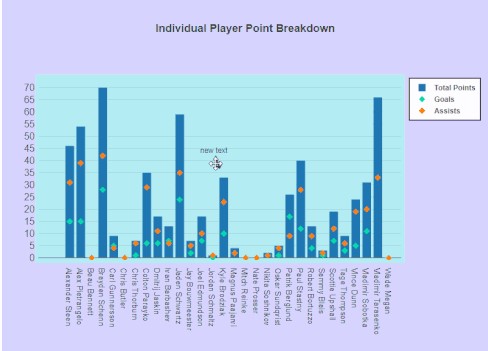 Individual Player Point Breakdown
Total Points
Goals
Assists
new text
70
65
60
55
50
45
40
35
30
25
20
15
10
5
0
Alexander Steen
Alex Pietrangelo
Beau Bennett
Brayden Schenn
Carl Gunnarsson
Chris Butler
Chris Thorburn
Colton Parayko
Dmitrij Jaskin
Ivan Barbashev
Jaden Schwartz
Jay Bouwmeester
Joel Edmundson
Jordan Schmaltz
Kyle Brodziak
Magnus Paajarvi
Mitch Reinke
Nate Prosser
Nikita Soshnikov
Oskar Sundqvist
Patrik Berglund
Paul Stastny
Robert Bortuzzo
Sammy Blais
Scottie Upshall
Tage Thompson
Vince Dunn
Vladimir Sobotka
Vladimir Tarasenko
Wade Megan